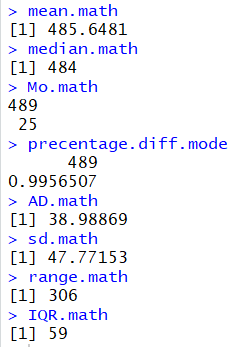 > mean.math
[1] 485.6481
> median.math
[1] 484
> Mo.math
489
 25
> precentage.diff.mode
      489
0.9956507
> AD.math
[1] 38.98869
> sd.math
[1] 47.77153
> range.math
[1] 306
> IQR.math
[1] 59